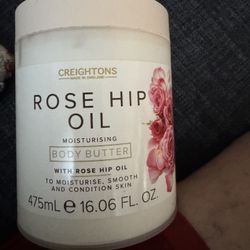 CREIGHTONS
MADE IN ENGLAND
ROSE HIP
OIL
MOISTURISING
BODY BUTTER
WITH ROSE HIP OIL
TO MOISTURISE, SMOOTH
AND CONDITION SKIN
475mL ℮ 16.06 FL. OZ.